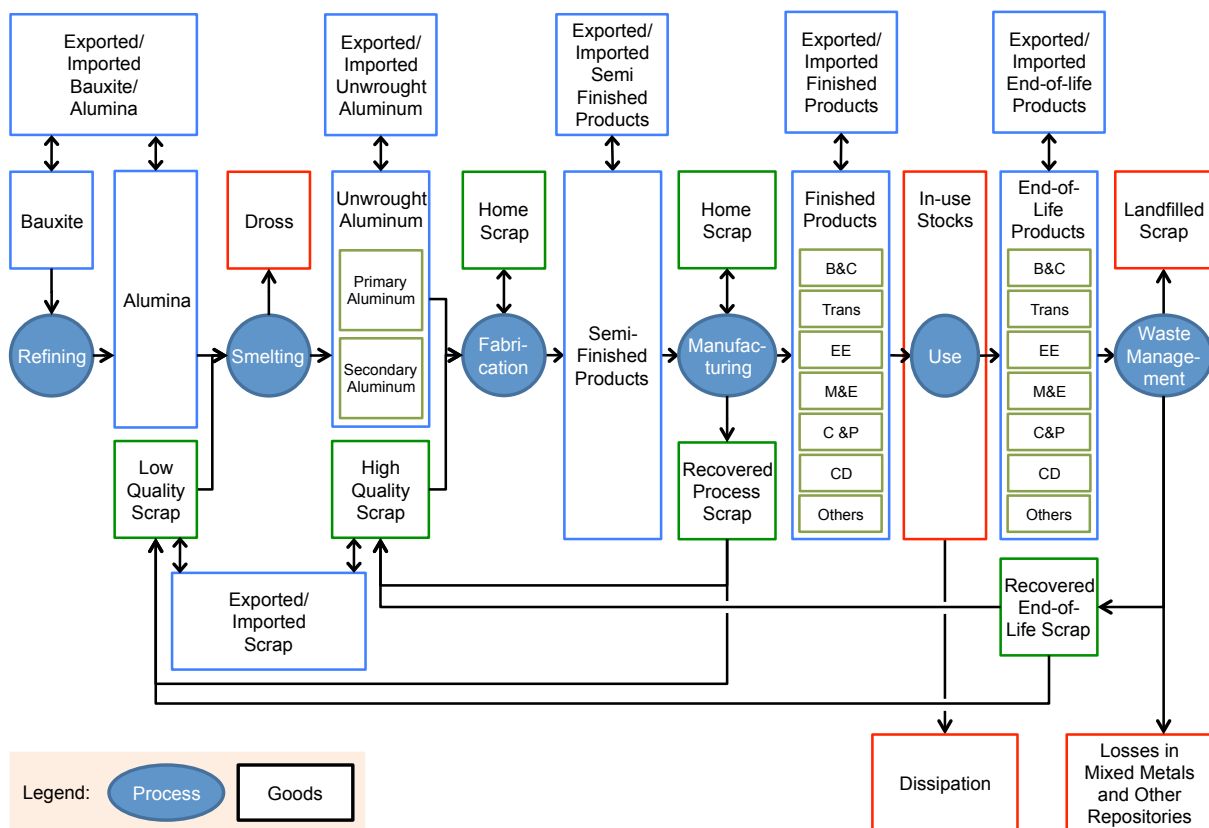 Exported/
Imported
Bauxite/
Alumina
Exported/
Imported
Unwrought
Aluminum
Exported/
Imported
Semi
Finished
Products
Exported/
Imported
Finished
Products
Exported/
Imported
End-of-life
Products
Bauxite
Alumina
Dross
Unwrought
Aluminum
Primary
Aluminum
Secondary
Aluminum
Home
Scrap
Semi-
Finished
Products
Home
Scrap
Finished
Products
B&C
Trans
EE
M&E
C &P
CD
Others
In-use
Stocks
End-of-
Life
Products
B&C
Trans
EE
M&E
C&P
CD
Others
Landfilled
Scrap
Refining
Smelting
Fabri-
cation
Manufac-
turing
Use
Waste
Manage-
ment
Low
Quality
Scrap
High
Quality
Scrap
Recovered
Process
Scrap
Exported/
Imported
Scrap
Recovered
End-of-
Life Scrap
Dissipation
Losses in
Mixed Metals
and Other
Repositories
Legend:
Process
Goods